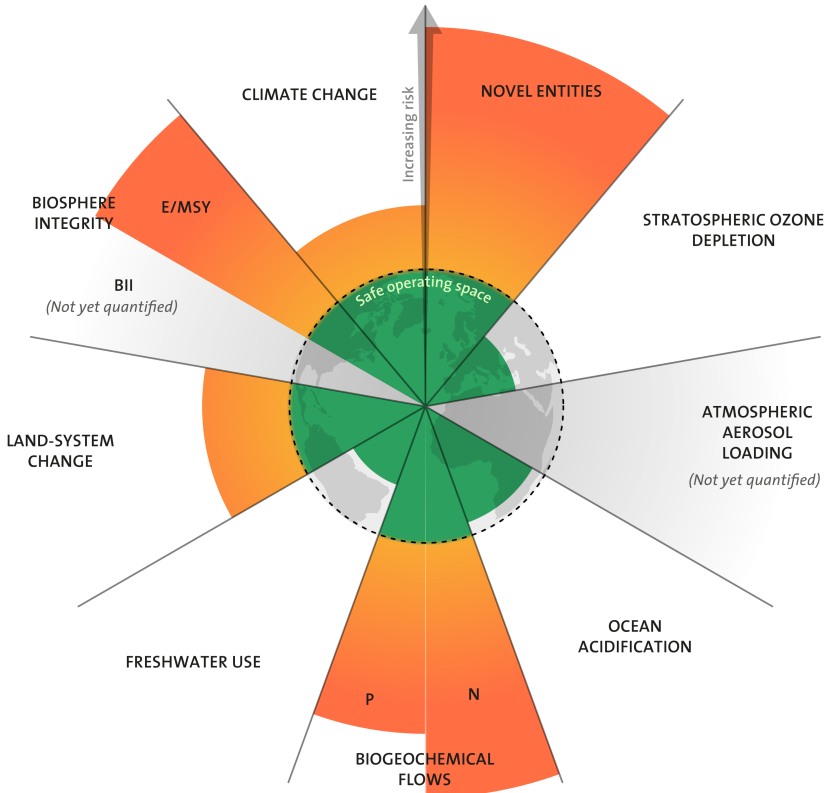 CLIMATE CHANGE
Increasing risk
NOVEL ENTITIES
BIOSPHERE
INTEGRITY
E/MSY
STRATOSPHERIC OZONE
DEPLETION
BII
(Not yet quantified)
Safe operating space
LAND-SYSTEM
CHANGE
ATMOSPHERIC
AEROSOL
LOADING
(Not yet quantified)
FRESHWATER USE
P
N
OCEAN
ACIDIFICATION
BIOGEOCHEMICAL
FLOWS